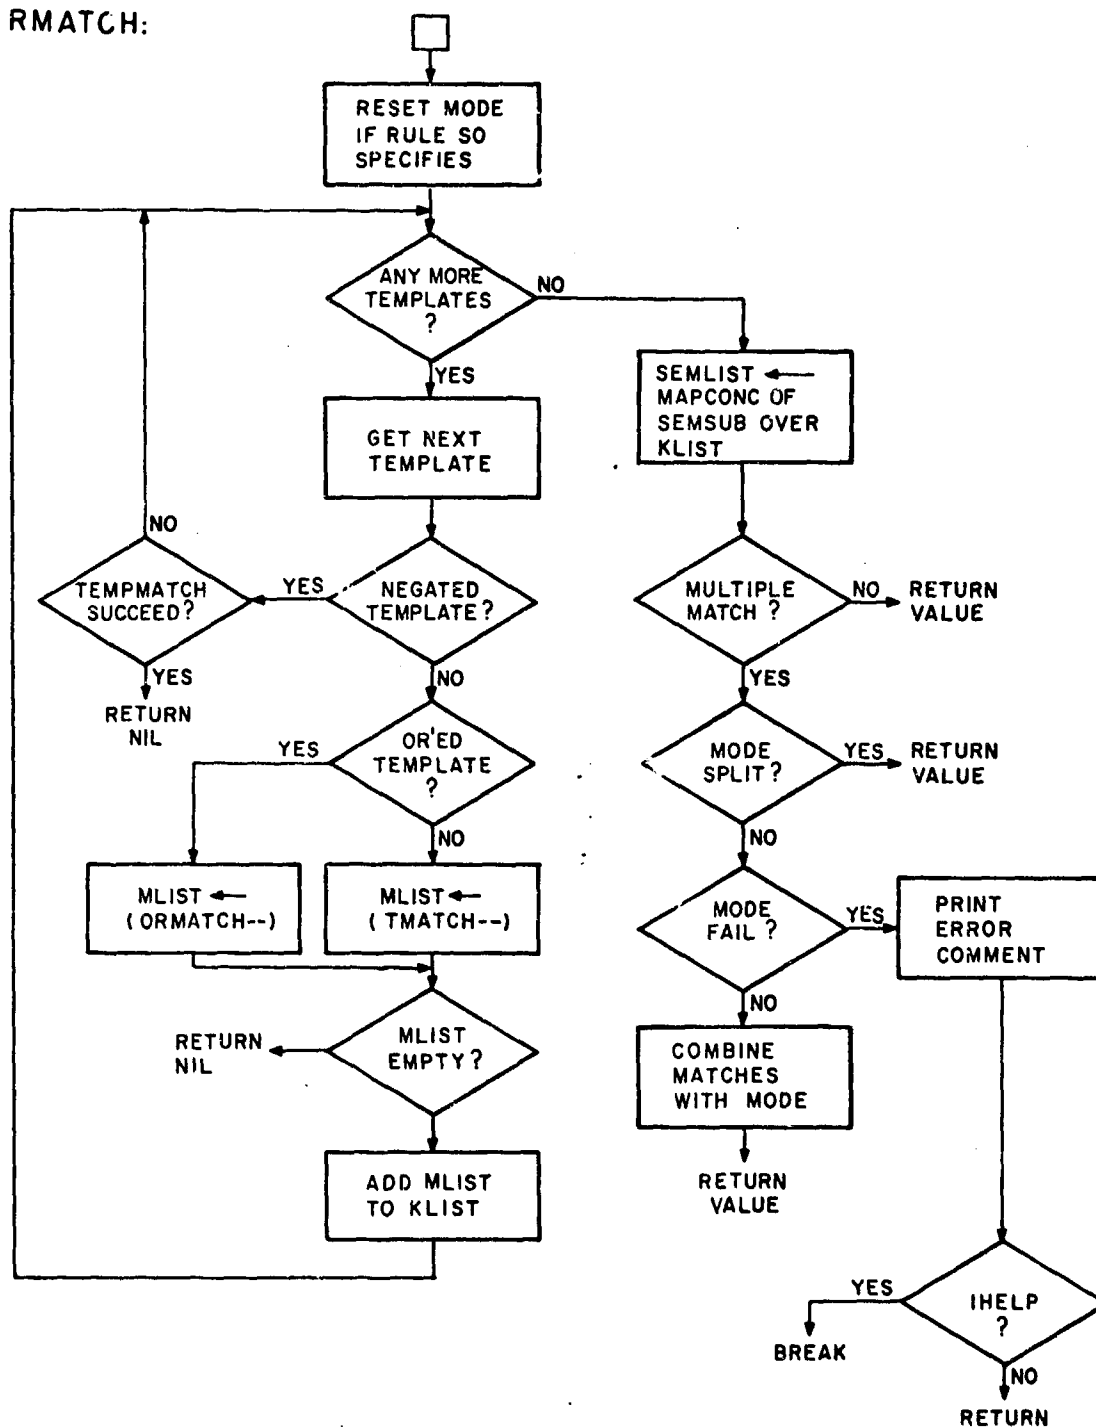 RMATCH:
RESET MODE
IF RULE SO
SPECIFIES
ANY MORE
TEMPLATES
?
NO
YES
GET NEXT
TEMPLATE
SEMLIST ←
MAPCONC OF
SEMSUB OVER
KLIST
NO
TEMPMATCH
SUCCEED?
YES
NEGATED
TEMPLATE?
MULTIPLE
MATCH ?
NO
RETURN
VALUE
YES
RETURN
NIL
NO
YES
YES
OR'ED
TEMPLATE
?
MODE
SPLIT?
YES
RETURN
VALUE
NO
NO
MLIST ←
(ORMATCH--)
MLIST ←
(TMATCH--)
MODE
FAIL ?
YES
PRINT
ERROR
COMMENT
NO
RETURN
NIL
MLIST
EMPTY?
COMBINE
MATCHES
WITH MODE
ADD MLIST
TO KLIST
RETURN
VALUE
YES
IHELP
?
BREAK
NO
RETURN